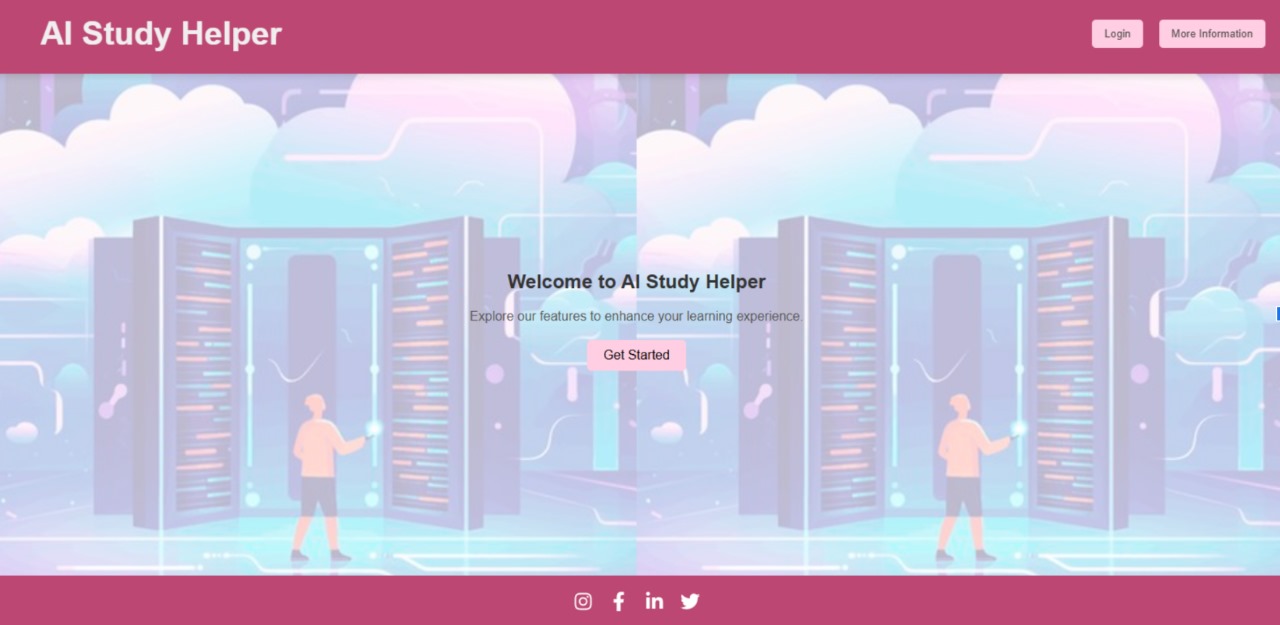 AI Study Helper
Login
More Information
Welcome to AI Study Helper
Explore our features to enhance your learning experience.
Get Started